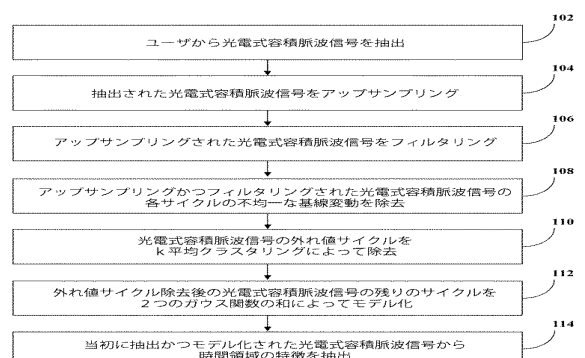 102
ユーザから光電式容積脈波信号を抽出
104
抽出された光電式容積脈波信号をアップサンプリング
106
アップサンプリングされた光電式容積脈波信号をフィルタリング
108
アップサンプリングかつフィルタリングされた光電式容積脈波信号の
各サイクルの不均一な基線変動を除去
110
光電式容積脈波信号の外れ値サイクルを
k平均クラスタリングによって除去
112
外れ値サイクル除去後の光電式容積脈波信号の残りのサイクルを
2つのガウス関数の和によってモデル化
114
当初に抽出かつモデル化された光電式容積脈波信号から
時間領域の特徴を抽出